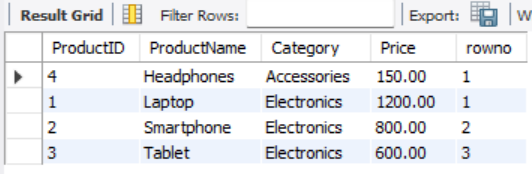 Result Grid Filter Rows: Export: W
ProductID ProductName Category Price rowno
4 Headphones Accessories 150.00 1
1 Laptop Electronics 1200.00 1
2 Smartphone Electronics 800.00 2
3 Tablet Electronics 600.00 3